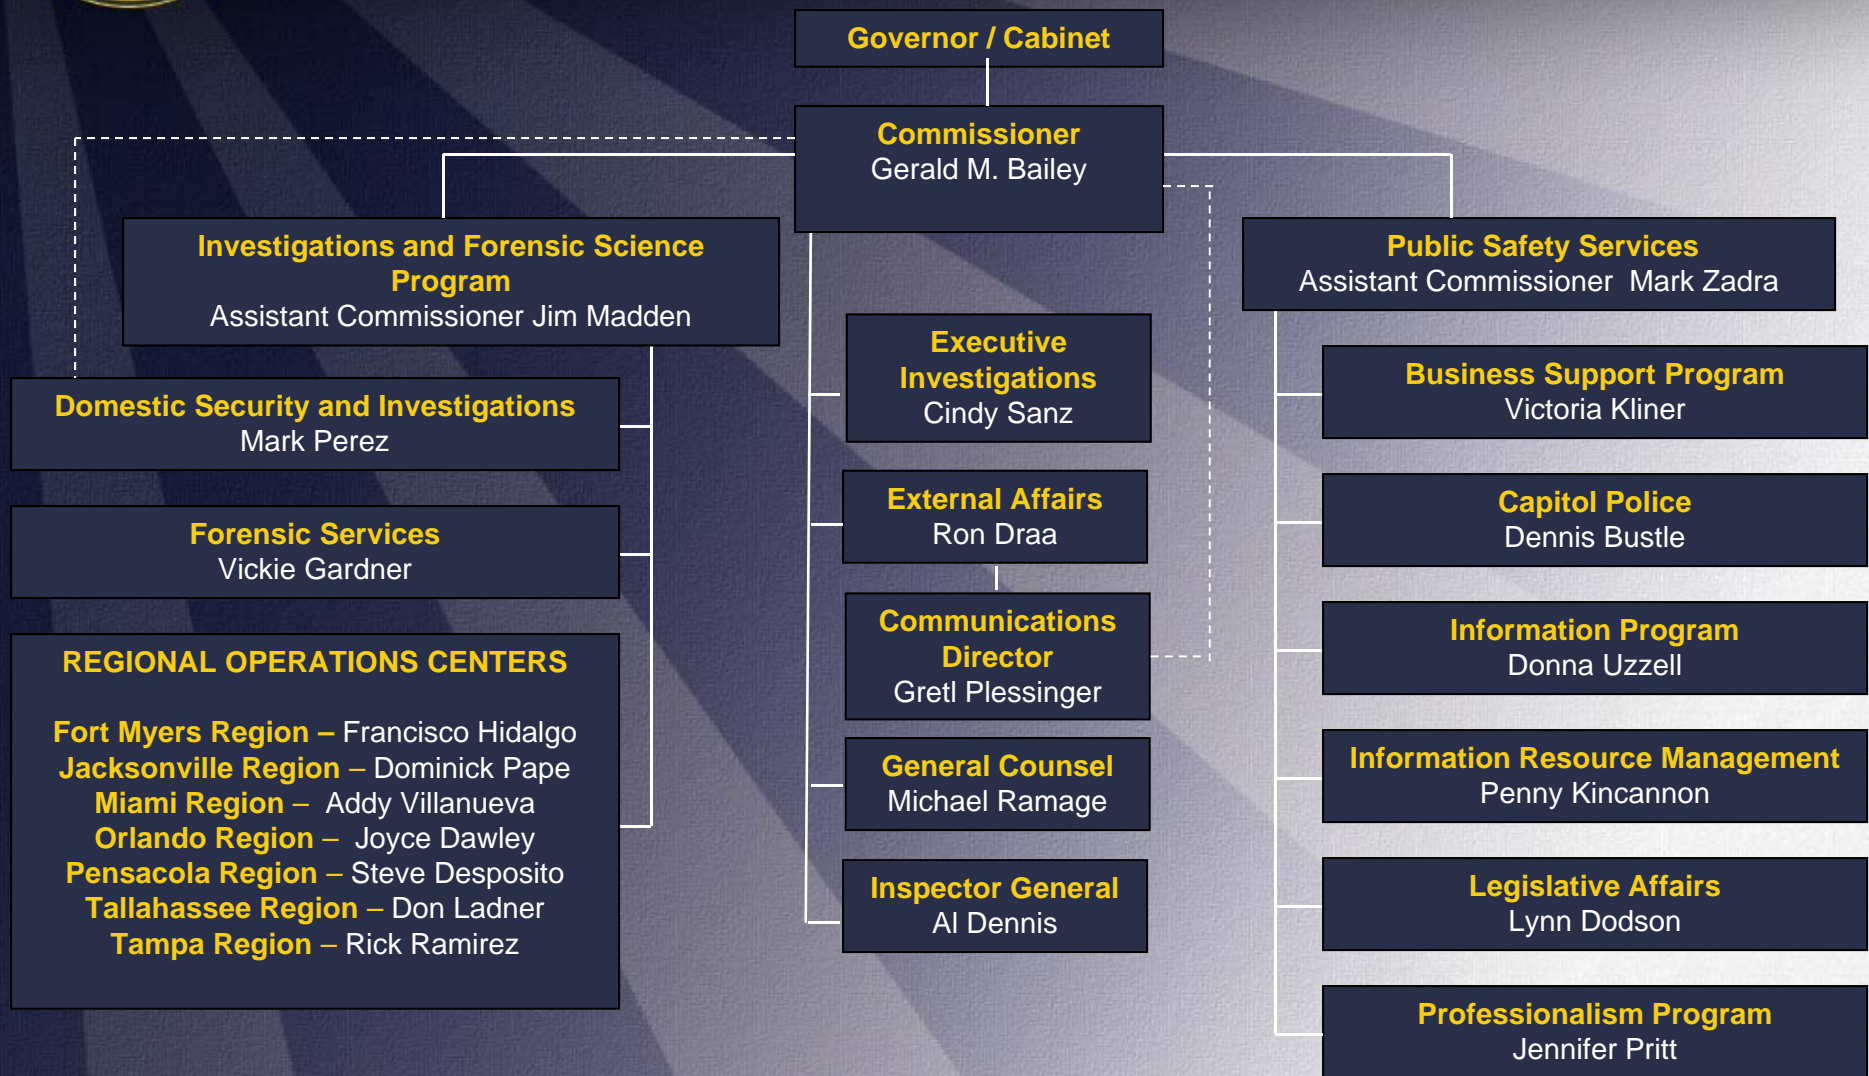 Governor / Cabinet
Commissioner
Gerald M. Bailey
Investigations and Forensic Science
Program
Assistant Commissioner Jim Madden
Domestic Security and Investigations
Mark Perez
Forensic Services
Vickie Gardner
REGIONAL OPERATIONS CENTERS
Fort Myers Region – Francisco Hidalgo
Jacksonville Region – Dominick Pape
Miami Region – Addy Villanueva
Orlando Region – Joyce Dawley
Pensacola Region – Steve Desposito
Tallahassee Region – Don Ladner
Tampa Region – Rick Ramirez
Executive
Investigations
Cindy Sanz
External Affairs
Ron Draa
Communications
Director
Gretl Plessinger
General Counsel
Michael Ramage
Inspector General
Al Dennis
Public Safety Services
Assistant Commissioner  Mark Zadra
Business Support Program
Victoria Kliner
Capitol Police
Dennis Bustle
Information Program
Donna Uzzell
Information Resource Management
Penny Kincannon
Legislative Affairs
Lynn Dodson
Professionalism Program
Jennifer Pritt